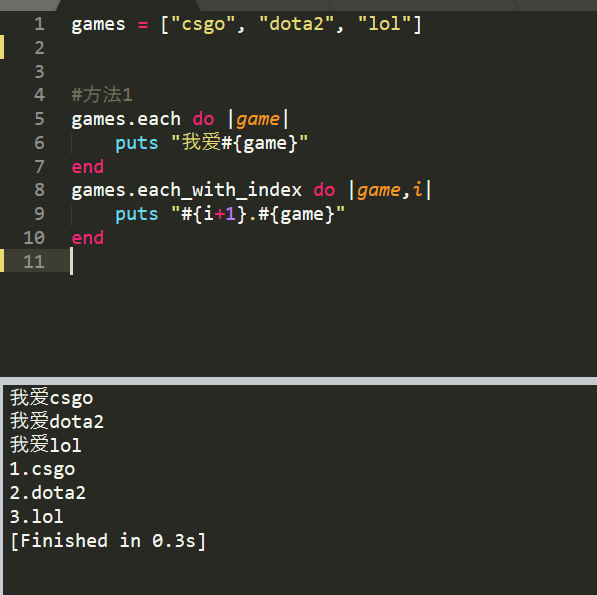 1 games = ["csgo", "dota2", "lol"]
2
3
4 #方法1
5 games.each do |game|
6 puts "我爱#{game}"
7 end
8 games.each_with_index do |game,i|
9 puts "#{i+1}.#{game}"
10 end
11
我爱csgo
我爱dota2
我爱lol
1.csgo
2.dota2
3.lol
[Finished in 0.3s]